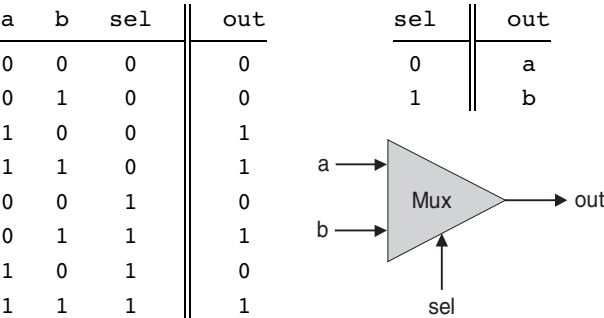 a b sel out
0 0 0 0
0 1 0 0
1 0 0 1
1 1 0 1
0 0 1 0
0 1 1 1
1 0 1 0
1 1 1 1
sel out
0 a
1 b
a
Mux
out
b
sel